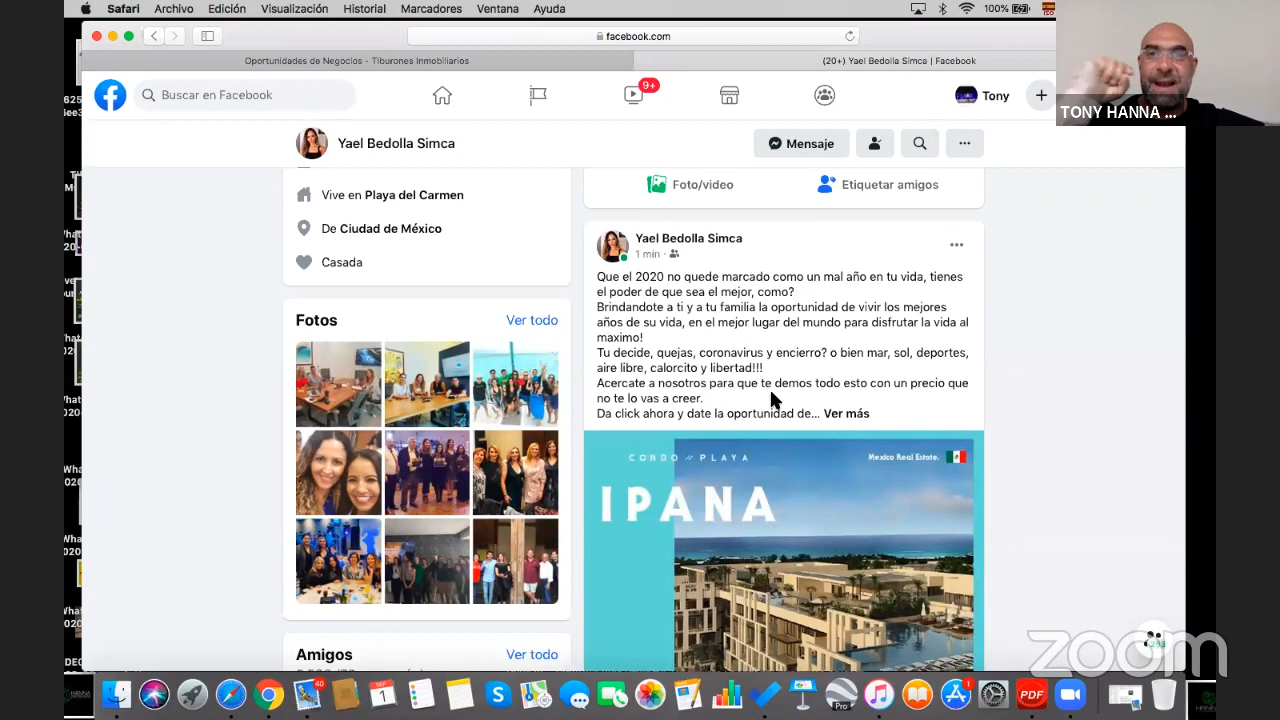 Safari Archivo Edición Visualización Historial Marcadores Ventana Ayuda 100%
facebook.com
Oportunidades de Negocios - Tiburones Inmobiliarios
(20+) Yael Bedolla Simca | Facebook
Buscar en Facebook
9+
Tony
TONY HANNA ...
Yael Bedolla Simca
Mensaje
Vive en Playa del Carmen
De Ciudad de México
Casada
Fotos
Ver todo
Amigos
Ver todo
Foto/video
Etiquetar amigos
Yael Bedolla Simca
1 min ·
Que el 2020 no quede marcado como un mal año en tu vida, tienes
el poder de que sea el mejor, como?
Brindandote a ti y a tu familia la oportunidad de vivir los mejores
años de su vida, en el mejor lugar del mundo para disfrutar la vida al
maximo!
Tu decide, quejas, coronavirus y encierro? o bien mar, sol, deportes,
aire libre, calorcito y libertad!!!
Acercate a nosotros para que te demos todo esto con un precio que
no te lo vas a creer.
Da click ahora y date la oportunidad de... Ver más
CONDO // PLAYA
Mexico Real Estate.
IPANA
zoom
40
1
1
Pro
PDF